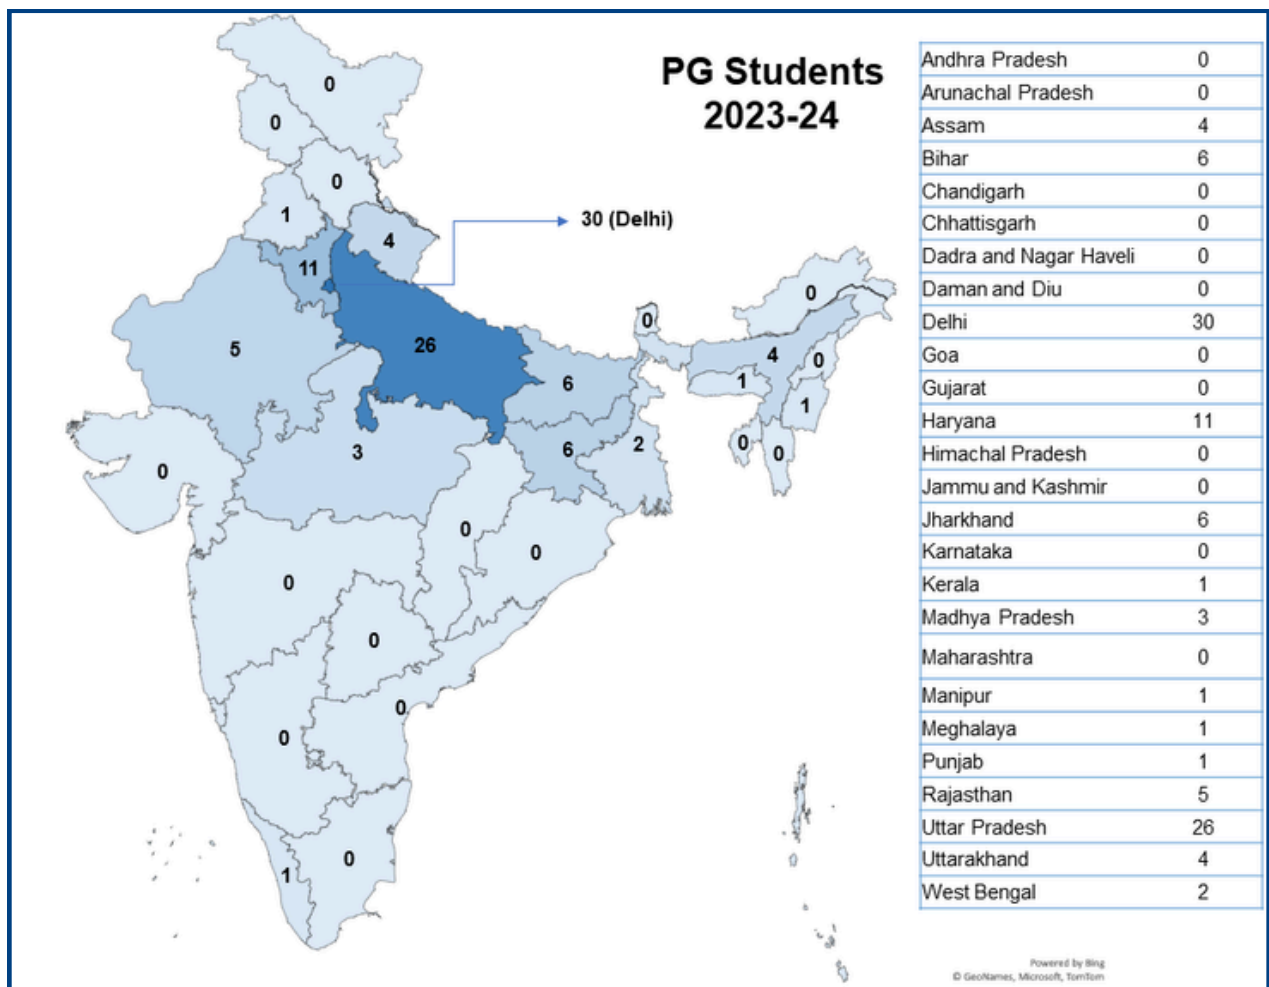 PG Students
2023-24
0
0
0
1
30 (Delhi)
4
11
0
0
26
5
4
0
1
6
1
3
6
2
0
0
0
0
0
0
0
0
0
0
1
Andhra Pradesh 0
Arunachal Pradesh 0
Assam 4
Bihar 6
Chandigarh 0
Chhattisgarh 0
Dadra and Nagar Haveli 0
Daman and Diu 0
Delhi 30
Goa 0
Gujarat 0
Haryana 11
Himachal Pradesh 0
Jammu and Kashmir 0
Jharkhand 6
Karnataka 0
Kerala 1
Madhya Pradesh 3
Maharashtra 0
Manipur 1
Meghalaya 1
Punjab 1
Rajasthan 5
Uttar Pradesh 26
Uttarakhand 4
West Bengal 2
Powered by Bing
© GeoNames, Microsoft, TomTom